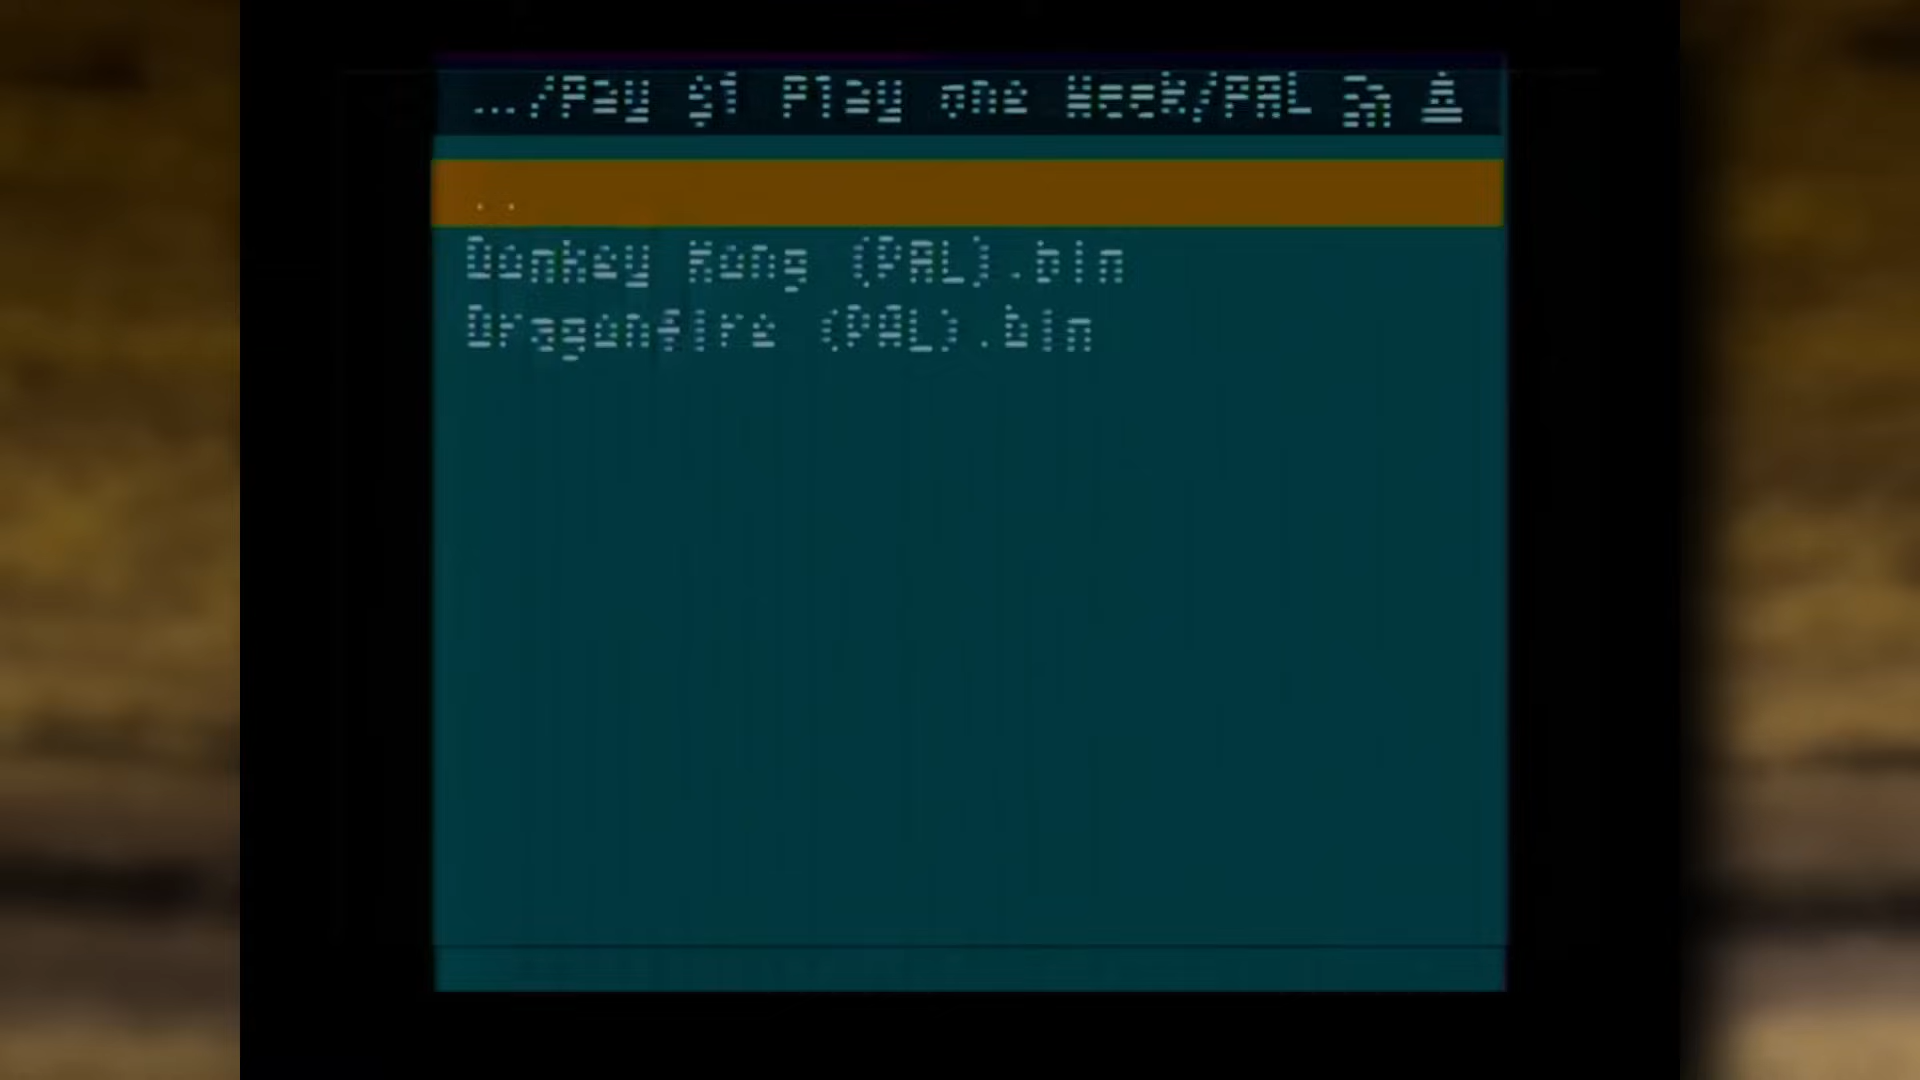 .../Pay $1 Play one Week/PAL
..
Donkey Kong (PAL).bin
Dragonfire (PAL).bin